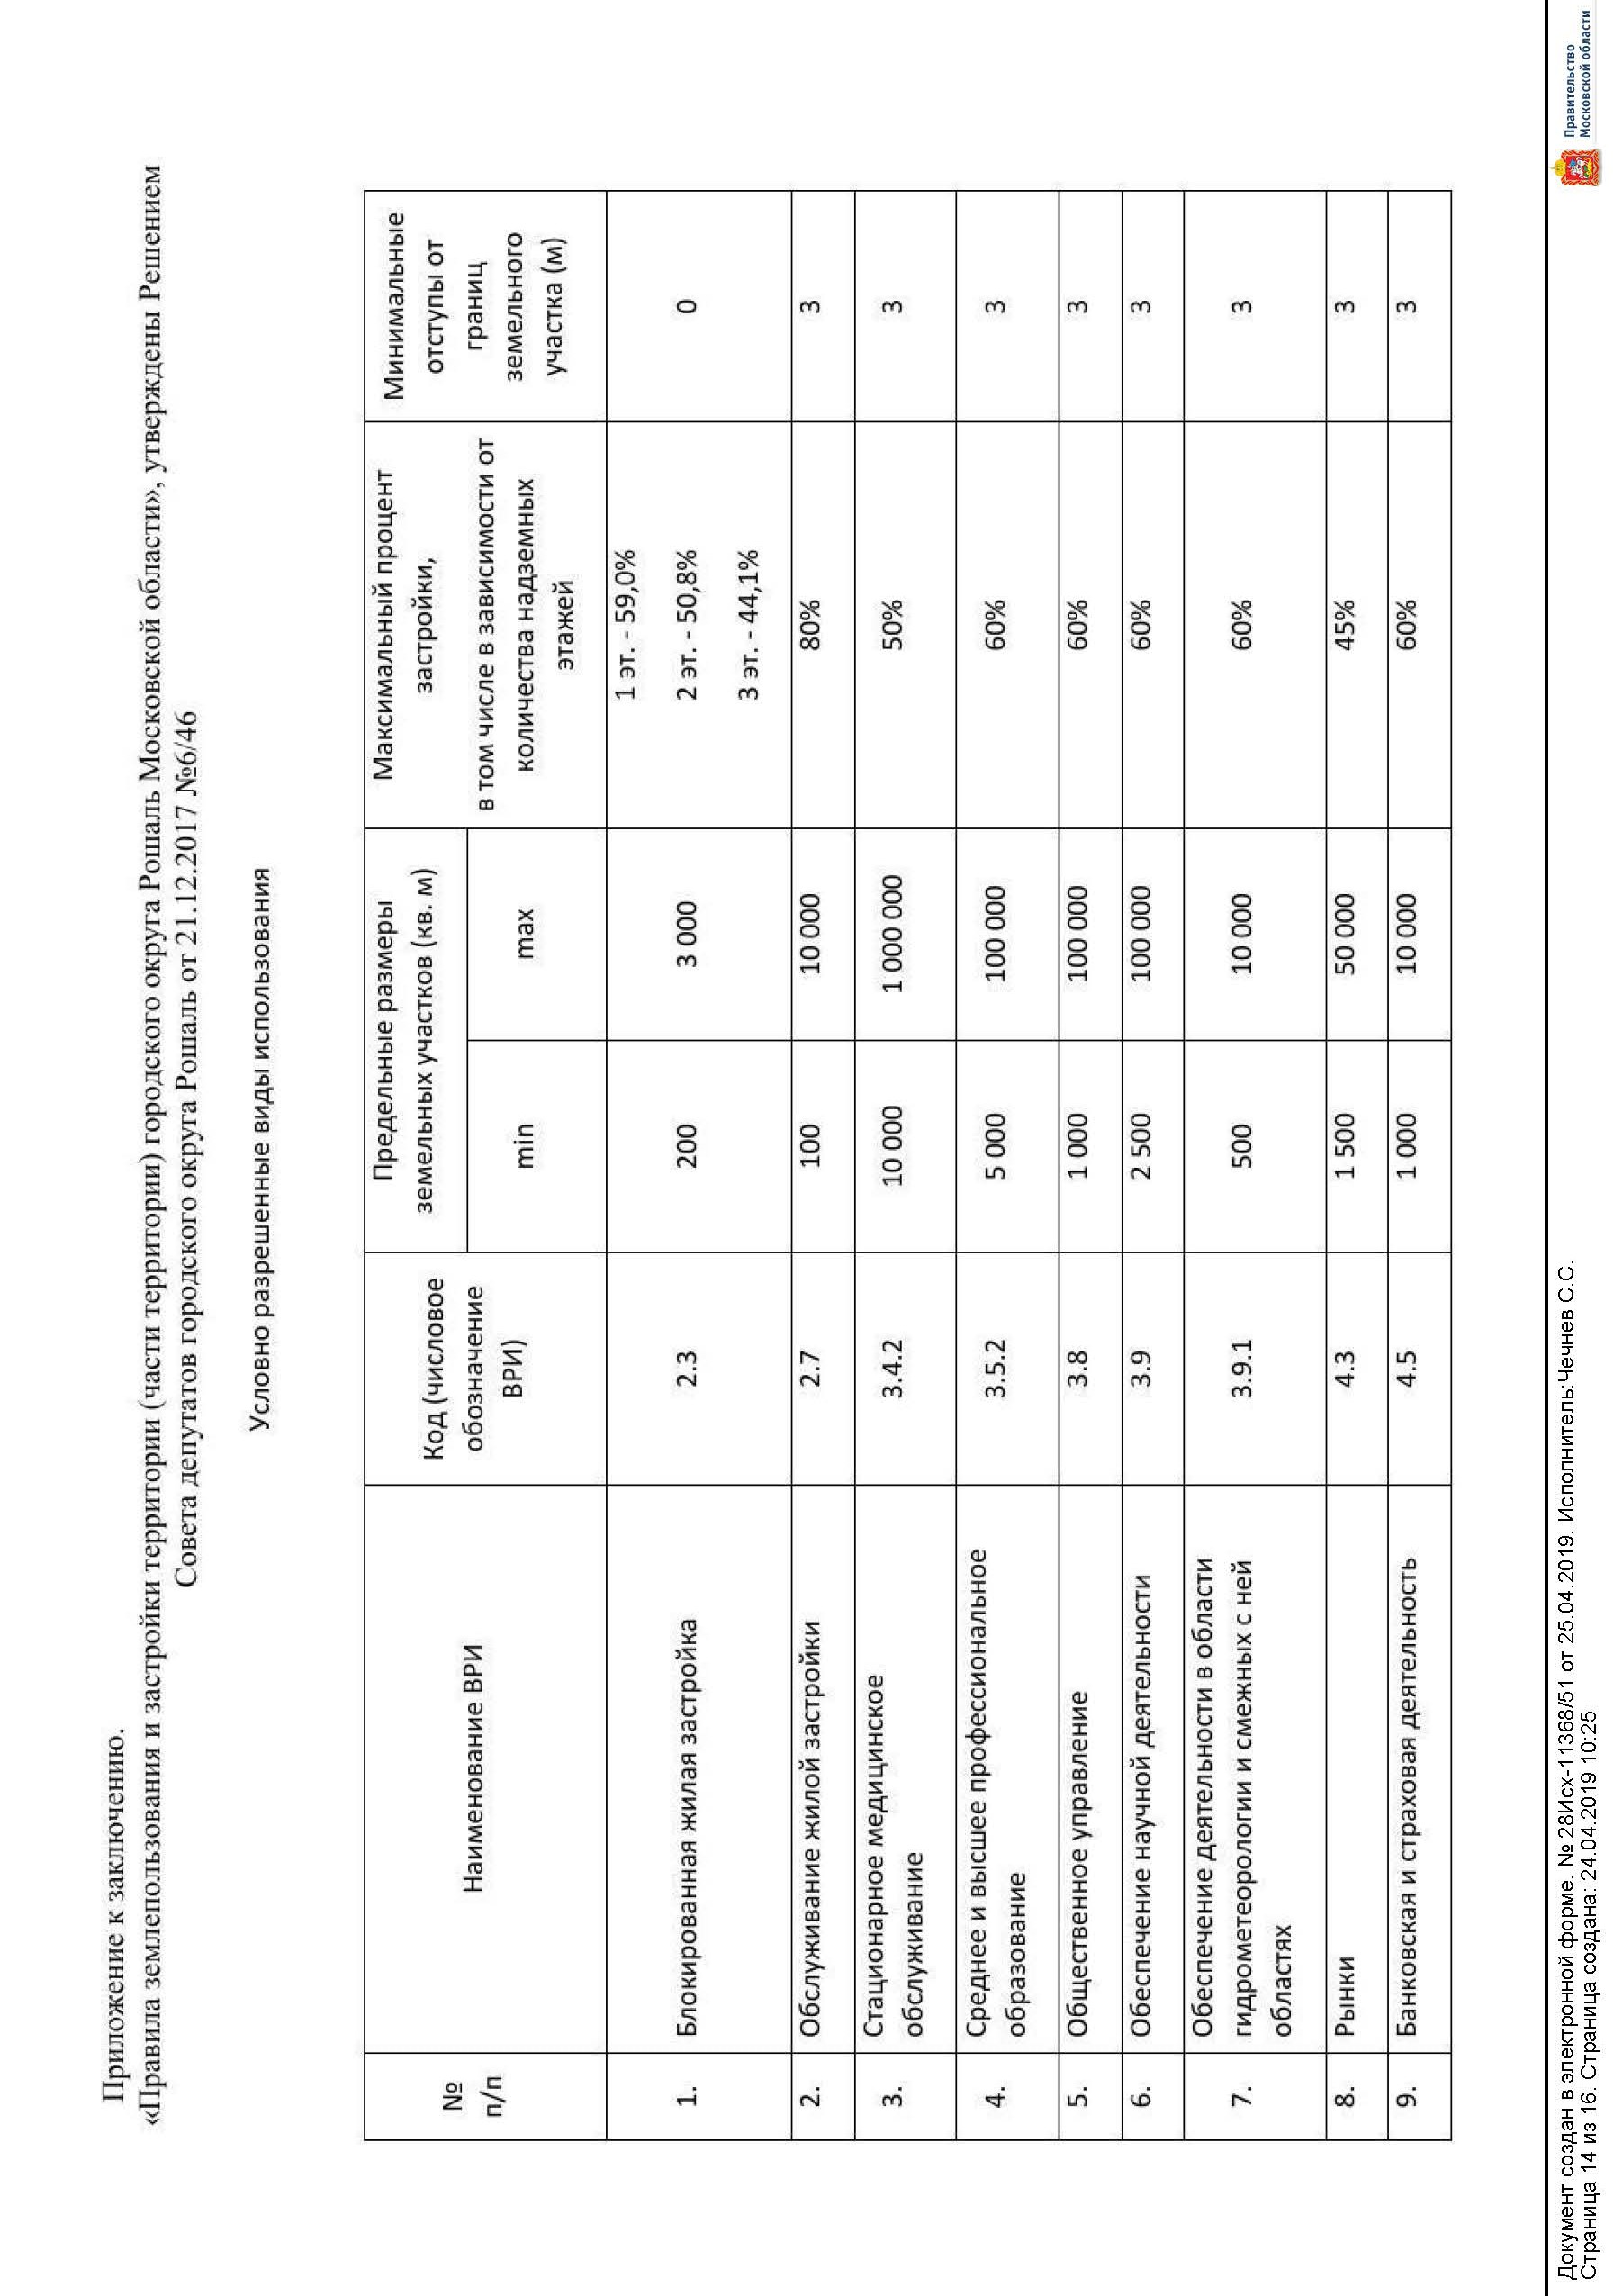 Приложение к заключению.
«Правила землепользования и застройки территории (части территории) городского округа Рошаль Московской области», утверждены Решением
Совета депутатов городского округа Рошаль от 21.12.2017 №6/46
Условно разрешенные виды использования
№
п/п
Наименование ВРИ
Код (числовое
обозначение
ВРИ)
Предельные размеры
земельных участков (кв. м)
min
max
Максимальный процент
застройки,
в том числе в зависимости от
количества надземных
этажей
Минимальные
отступы от
границ
земельного
участка (м)
1.
Блокированная жилая застройка
2.3
200
3 000
1 эт. - 59,0%
2 эт. - 50,8%
3 эт. - 44,1%
0
2.
Обслуживание жилой застройки
2.7
100
10 000
80%
3
3.
Стационарное медицинское
обслуживание
3.4.2
10 000
1 000 000
50%
3
4.
Среднее и высшее профессиональное
образование
3.5.2
5 000
100 000
60%
3
5.
Общественное управление
3.8
1 000
100 000
60%
3
6.
Обеспечение научной деятельности
3.9
2 500
100 000
60%
3
7.
Обеспечение деятельности в области
гидрометеорологии и смежных с ней
областях
3.9.1
500
10 000
60%
3
8.
Рынки
4.3
1 500
50 000
45%
3
9.
Банковская и страховая деятельность
4.5
1 000
10 000
60%
3
Документ создан в электронной форме. № 28Исх-11368/51 от 25.04.2019. Исполнитель:Чечнев С.С.
Страница 14 из 16. Страница создана: 24.04.2019 10:25
Правительство
Московской области